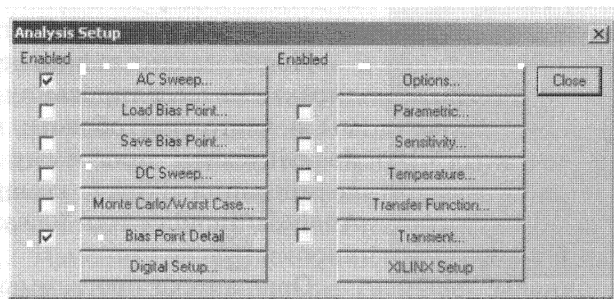 Analysis Setup
Enabled Enabled
AC Sweep... Options... Close
Load Bias Point... Parametric...
Save Bias Point... Sensitivity...
DC Sweep... Temperature...
Monte Carlo/Worst Case... Transfer Function...
Bias Point Detail Transient...
Digital Setup... XILINX Setup